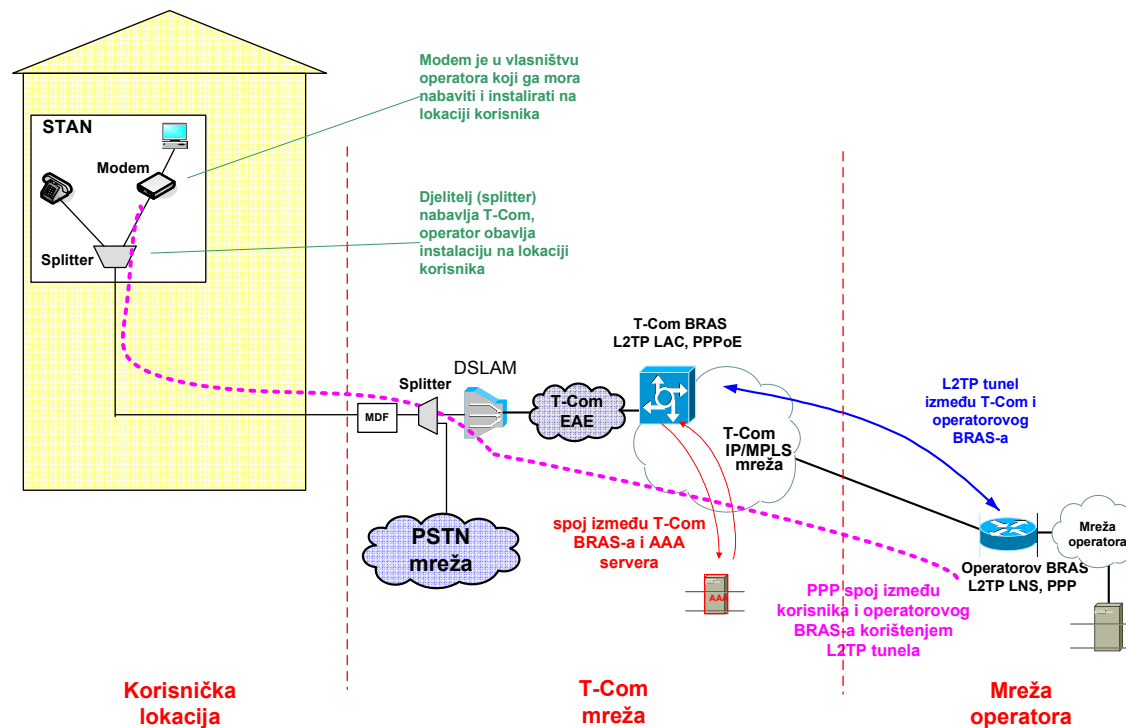 Modem je u vlasništvu
operatora koji ga mora
nabaviti i instalirati na
lokaciji korisnika
STAN
Modem
Djelitelj (splitter)
nabavlja T-Com,
operator obavlja
instalaciju na lokaciji
korisnika
Splitter
T-Com BRAS
L2TP LAC, PPPoE
DSLAM
Splitter
MDF
T-Com
EAE
T-Com
IP/MPLS
mreža
L2TP tunel
između T-Com i
operatorovog
BRAS-a
PSTN
mreža
spoj između T-Com
BRAS-a i AAA
servera
AAA
Mreža
operatora
Operatorov BRAS
L2TP LNS, PPP
PPP spoj između
korisnika i operatorovog
BRAS-a korištenjem
L2TP tunela
Korisnička
lokacija
T-Com
mreža
Mreža
operatora